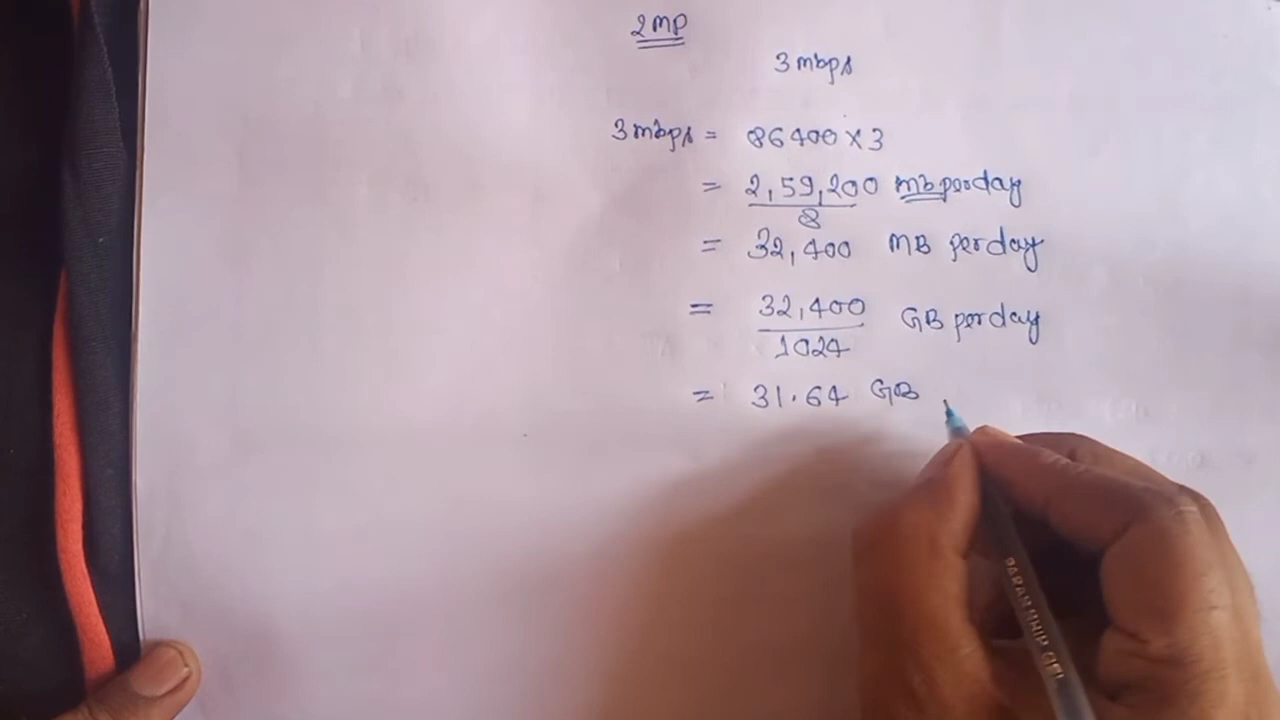 2MP
3 mbps
3 mbps = 86400 × 3
= 2,59,200 mb per day
8
= 32,400 MB per day
= 32,400 GB per day
1024
= 31.64 GB